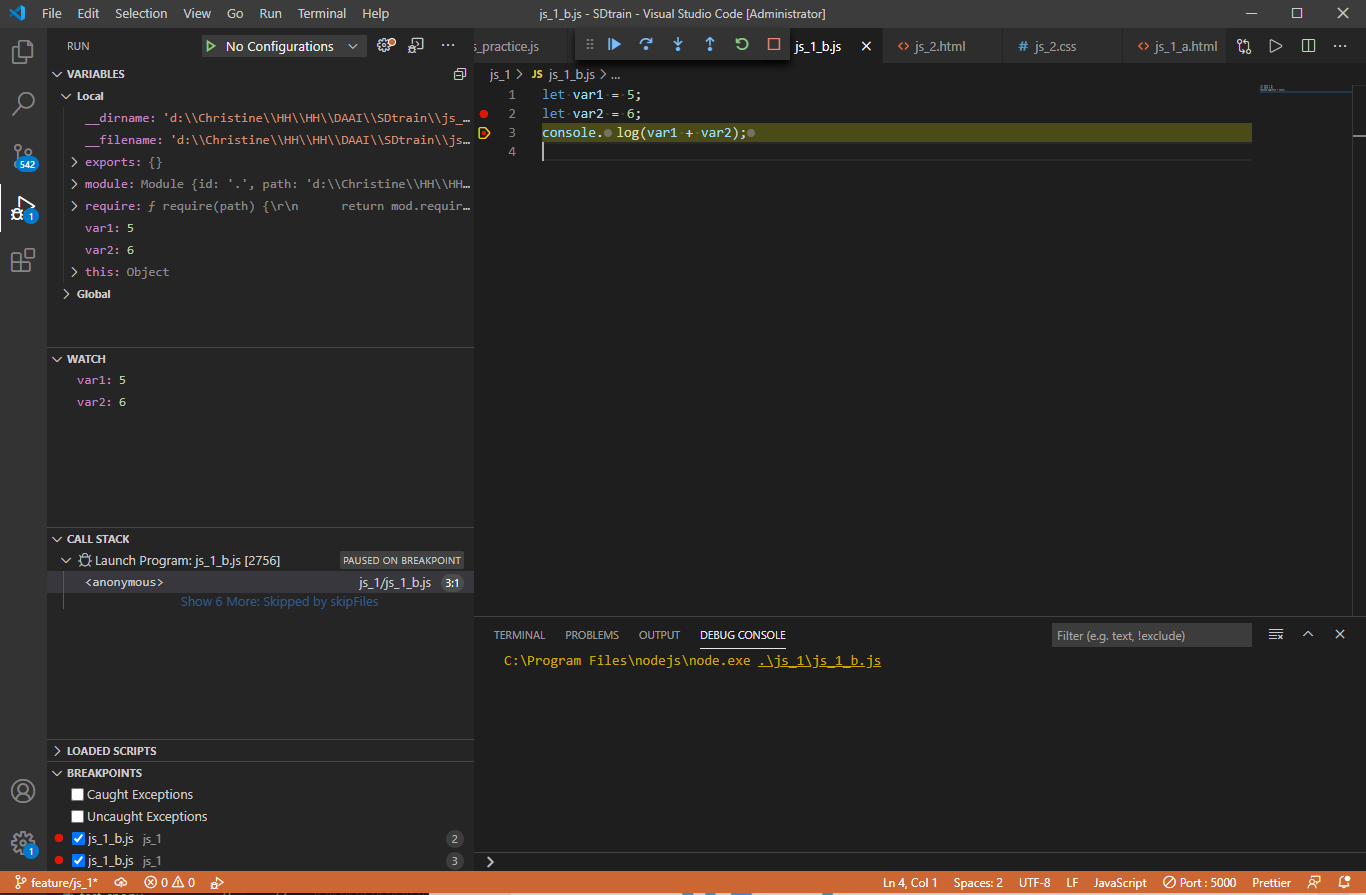 File Edit Selection View Go Run Terminal Help js_1_b.js - SDtrain - Visual Studio Code [Administrator]
RUN No Configurations s_practice.js js_1_b.js js_2.html # js_2.css js_1_a.html
VARIABLES
js_1 > JS js_1_b.js > ...
Local
__dirname: 'd:\\Christine\\HH\\HH\\DAAI\\SDtrain\\js_…
__filename: 'd:\\Christine\\HH\\HH\\DAAI\\SDtrain\\js…
exports: {}
module: Module {id: '.', path: 'd:\\Christine\\HH\\HH…
require: ƒ require(path) {\r\n return mod.requir…
var1: 5
var2: 6
this: Object
Global
1 let var1 = 5;
2 let var2 = 6;
3 console. log(var1 + var2);
4
542
1
WATCH
var1: 5
var2: 6
CALL STACK
Launch Program: js_1_b.js [2756] PAUSED ON BREAKPOINT
<anonymous> js_1/js_1_b.js 3:1
Show 6 More: Skipped by skipFiles
TERMINAL PROBLEMS OUTPUT DEBUG CONSOLE Filter (e.g. text, !exclude)
C:\Program Files\nodejs\node.exe .\js_1\js_1_b.js
LOADED SCRIPTS
BREAKPOINTS
Caught Exceptions
Uncaught Exceptions
js_1_b.js js_1 2
js_1_b.js js_1 3
1
feature/js_1* 0 0 Ln 4, Col 1 Spaces: 2 UTF-8 LF JavaScript Port : 5000 Prettier